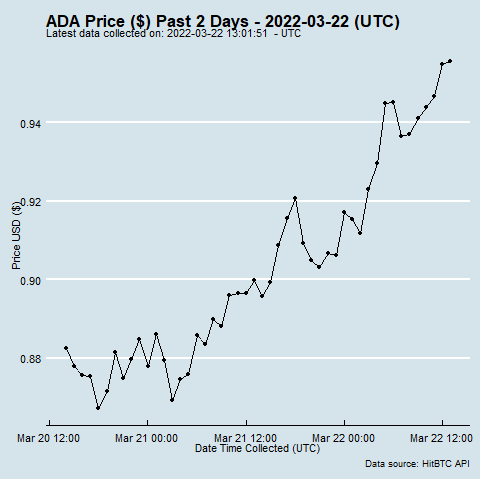 ADA Price ($) Past 2 Days - 2022-03-22 (UTC)
Latest data collected on: 2022-03-22 13:01:51 - UTC
0.94
0.92
0.90
0.88
Price USD ($)
Mar 20 12:00 Mar 21 00:00 Mar 21 12:00 Mar 22 00:00 Mar 22 12:00
Date Time Collected (UTC)
Data source: HitBTC API